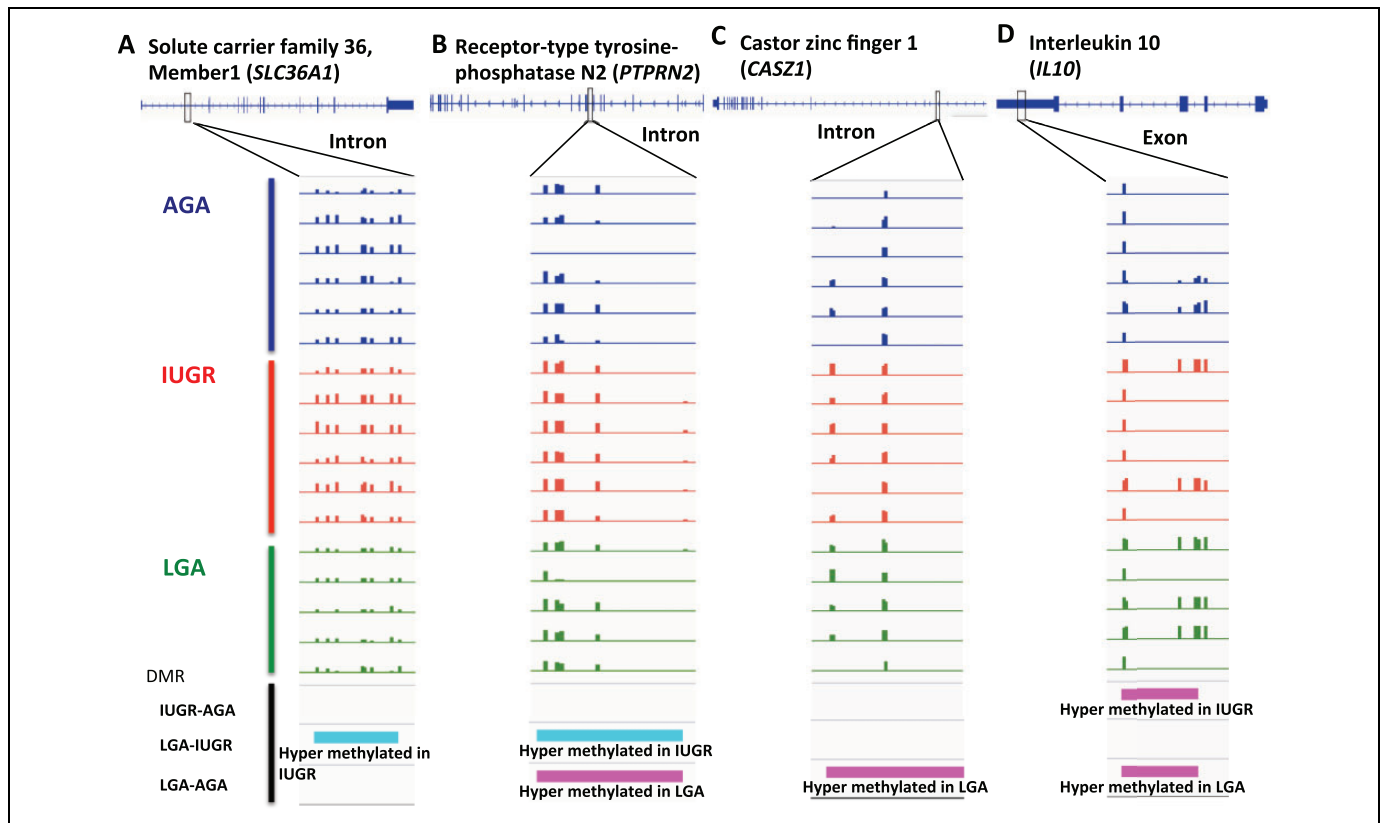 A Solute carrier family 36,
Member1 (SLC36A1)
B Receptor-type tyrosine-
phosphatase N2 (PTPRN2)
C Castor zinc finger 1
(CASZ1)
D Interleukin 10
(IL10)
Intron
Intron
Intron
Exon
AGA
IUGR
LGA
DMR
IUGR-AGA
Hyper methylated in IUGR
LGA-IUGR
Hyper methylated in
IUGR
Hyper methylated in IUGR
LGA-AGA
Hyper methylated in LGA
Hyper methylated in LGA
Hyper methylated in LGA